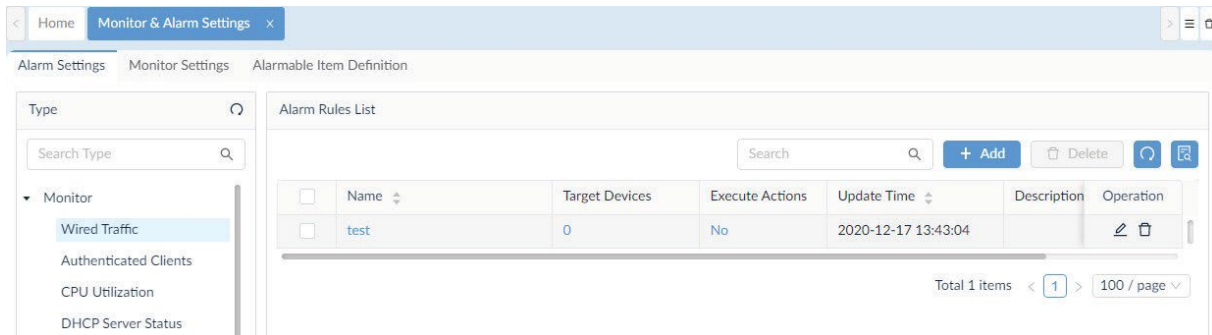 Home Monitor & Alarm Settings ×
Alarm Settings Monitor Settings Alarmable Item Definition
Type
Search Type
Monitor
Wired Traffic
Authenticated Clients
CPU Utilization
DHCP Server Status
Alarm Rules List
Search + Add Delete
Name Target Devices Execute Actions Update Time Description Operation
test 0 No 2020-12-17 13:43:04
Total 1 items < 1 > 100 / page